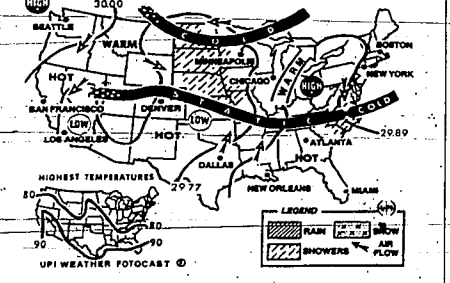 HIGH
30.00
SEATTLE
WARM
COLD
BOSTON
MINNEAPOLIS
NEW YORK
HOT
CHICAGO
WARM
HIGH
SAN FRANCISCO
DENVER
COLD
LOW
LOW
HOT
29.89
LOS ANGELES
ATLANTA
DALLAS
HOT
HIGHEST TEMPERATURES
29.77
NEW ORLEANS
MIAMI
80
80
90
90
LEGEND
RAIN
SNOW
SHOWERS
AIR FLOW
UPI WEATHER FOTOCAST